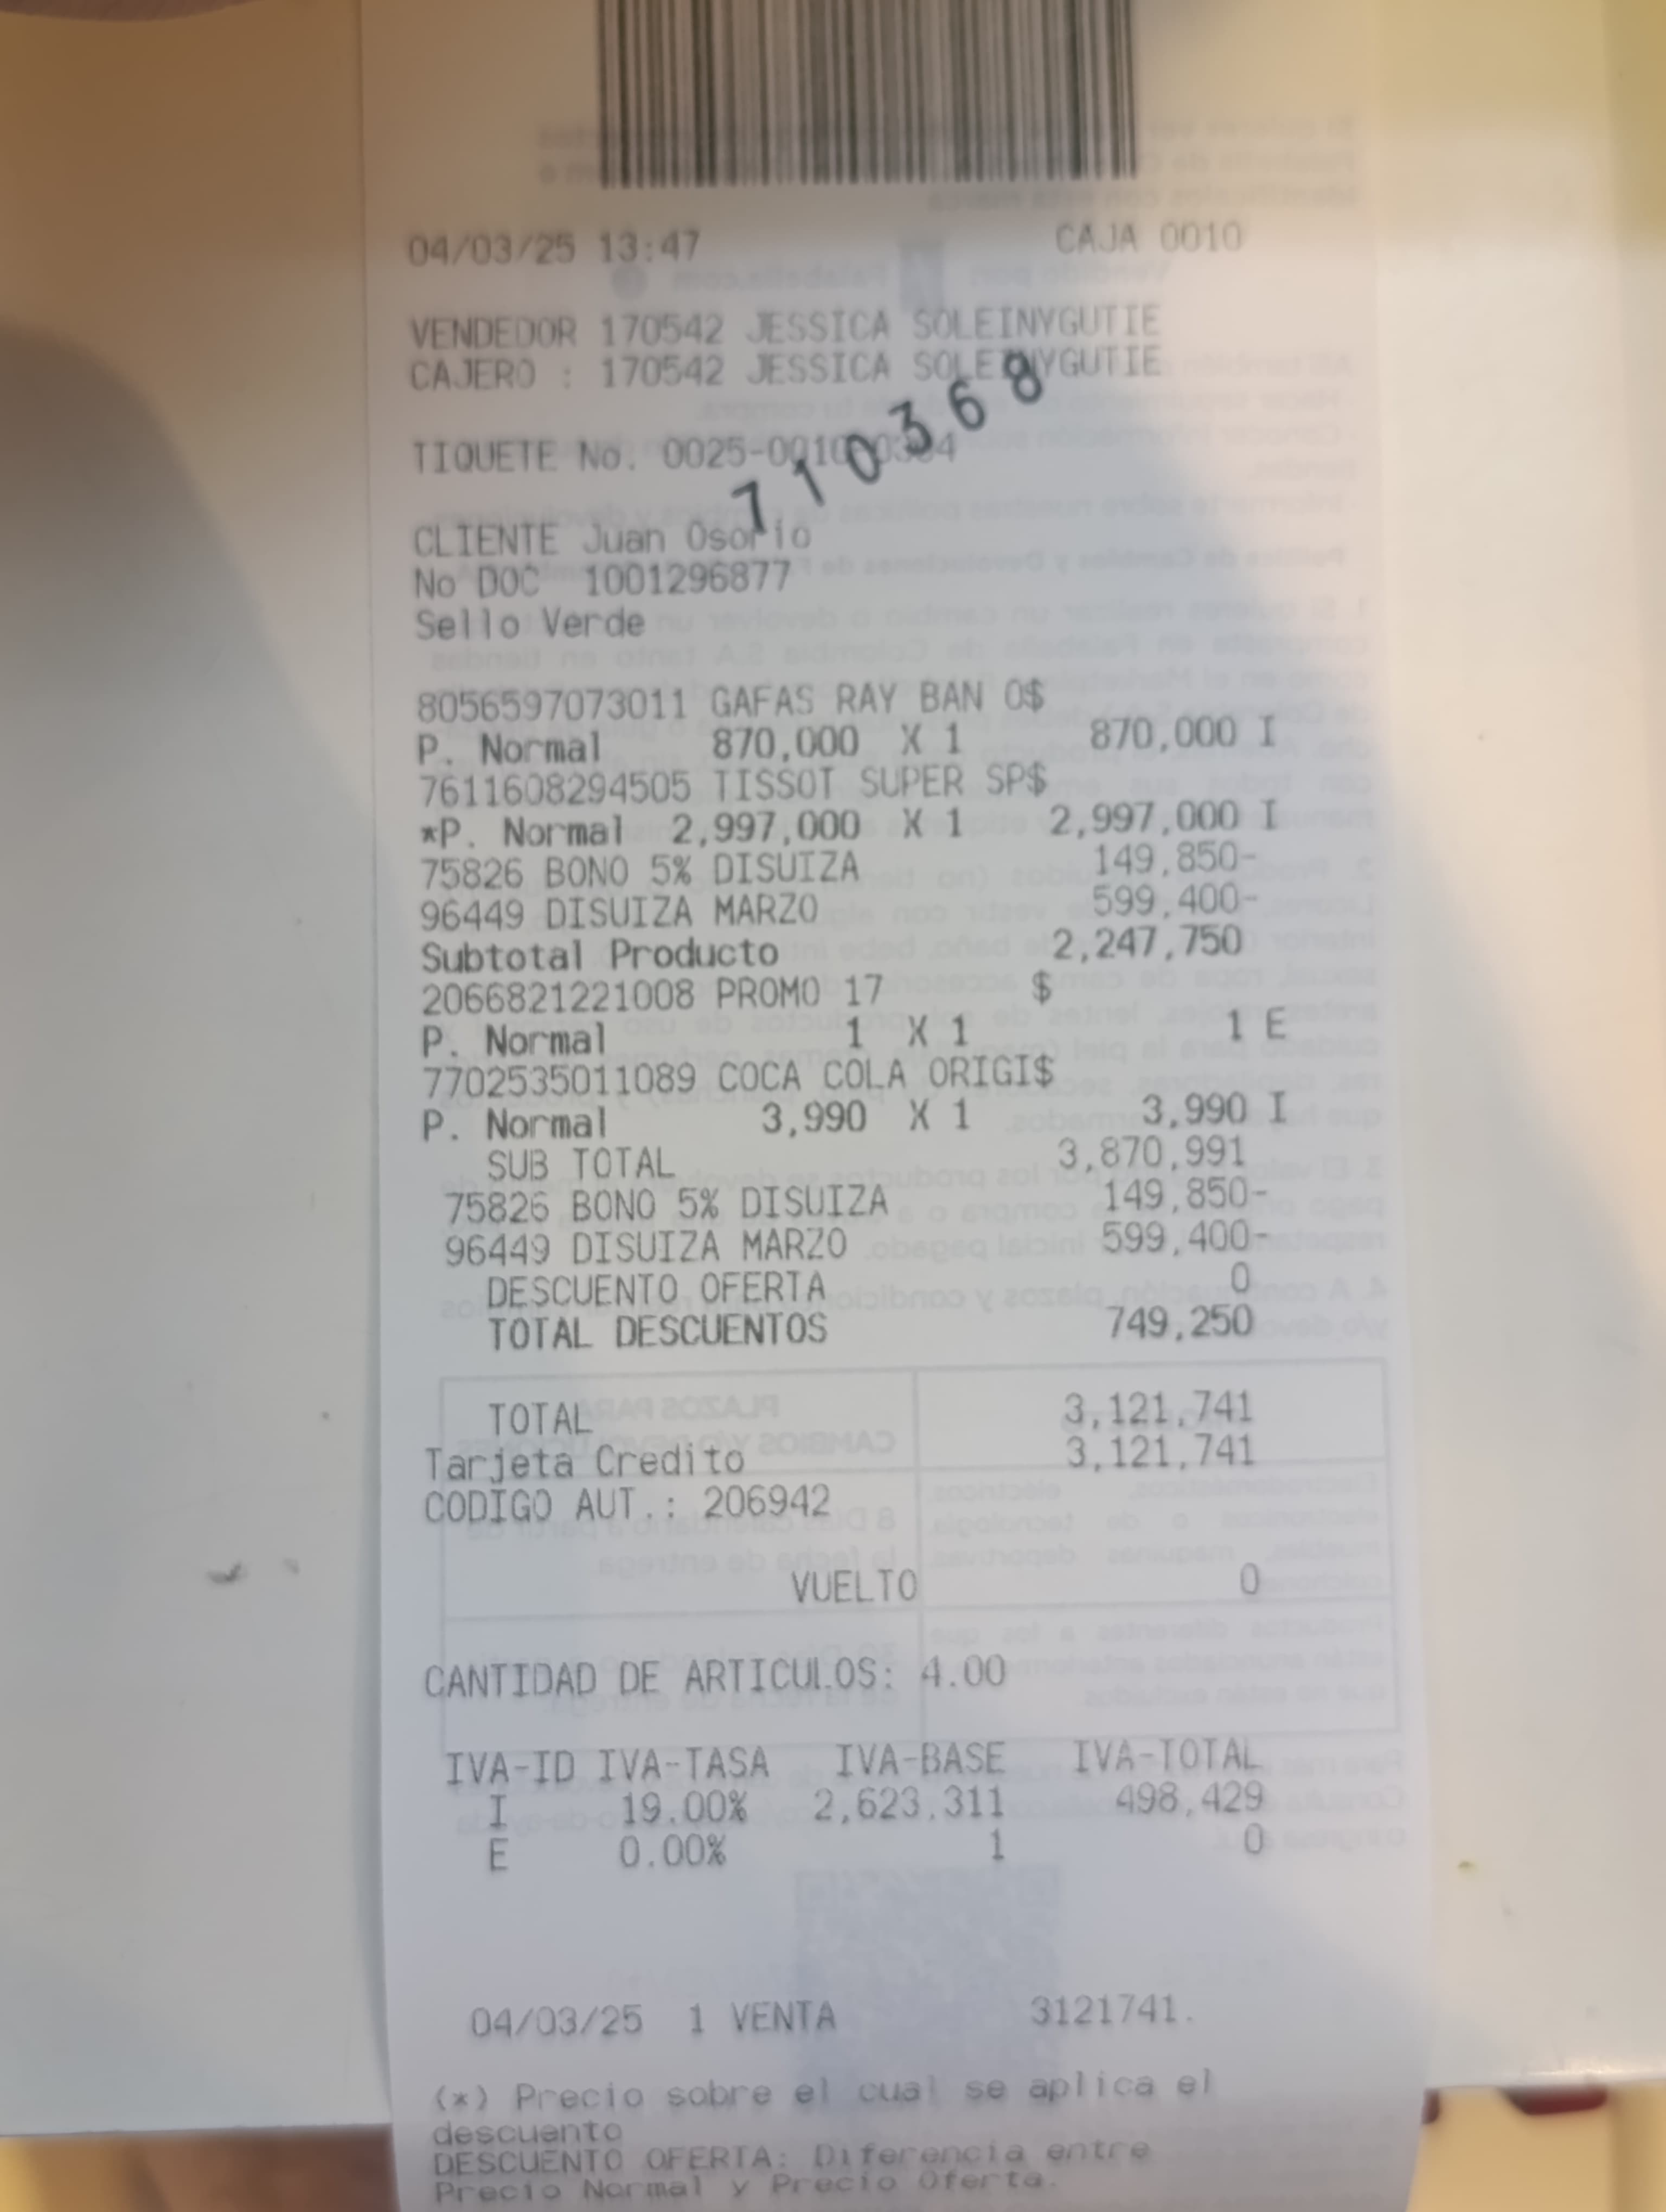 04/03/25 13:47 CAJA 0010
VENDEDOR 170542 JESSICA SOLEINYGUTIE
CAJERO : 170542 JESSICA SOLEINYGUTIE
710368
TIQUETE No. 0025-0010-0364
CLIENTE Juan Osorio
No DOC 1001296877
Sello Verde
8056597073011 GAFAS RAY BAN O$
P. Normal 870,000 X 1 870,000 I
7611608294505 TISSOT SUPER SP$
*P. Normal 2,997,000 X 1 2,997,000 I
75826 BONO 5% DISUIZA 149,850-
96449 DISUIZA MARZO 599,400-
Subtotal Producto 2,247,750
2066821221008 PROMO 17 $
P. Normal 1 X 1 1 E
7702535011089 COCA COLA ORIGI$
P. Normal 3,990 X 1 3,990 I
SUB TOTAL 3,870,991
75826 BONO 5% DISUIZA 149,850-
96449 DISUIZA MARZO 599,400-
DESCUENTO OFERTA 0
TOTAL DESCUENTOS 749,250
TOTAL 3,121,741
Tarjeta Credito 3,121,741
CODIGO AUT.: 206942
VUELTO 0
CANTIDAD DE ARTICULOS: 4.00
IVA-ID IVA-TASA IVA-BASE IVA-TOTAL
I 19.00% 2,623,311 498,429
E 0.00% 1 0
04/03/25 1 VENTA 3121741.
(*) Precio sobre el cual se aplica el
descuento
DESCUENTO OFERTA: Diferencia entre
Precio Normal y Precio Oferta.